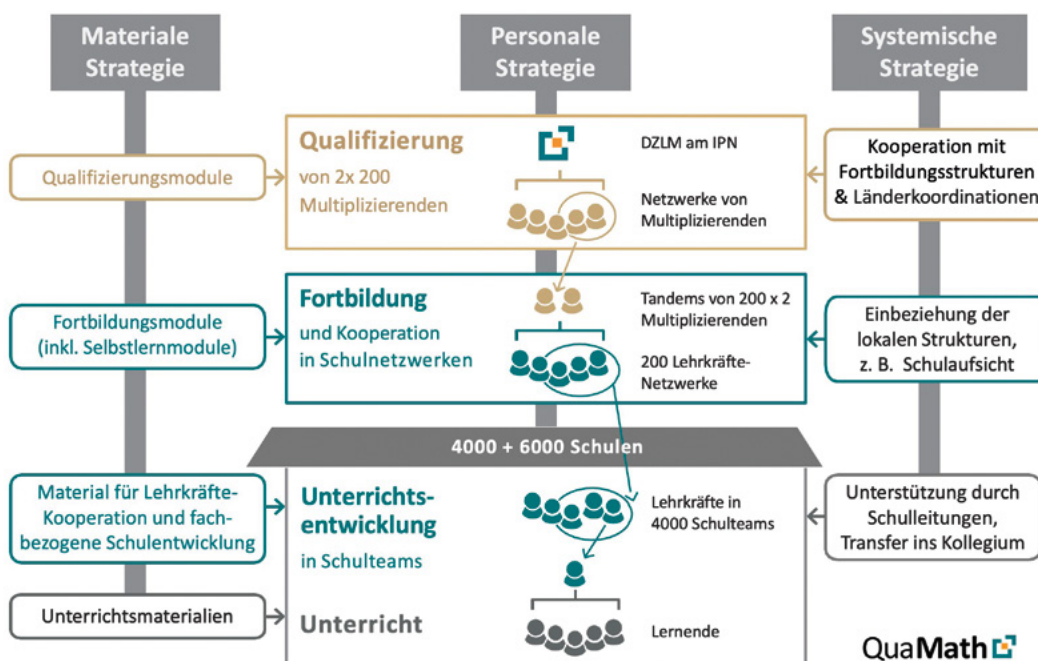 Materiale
Strategie
Personale
Strategie
Systemische
Strategie
Qualifizierungsmodule
Qualifizierung
von 2x 200
Multiplizierenden
DZLM am IPN
Netzwerke von
Multiplizierenden
Kooperation mit
Fortbildungsstrukturen
& Länderkoordinationen
Fortbildungsmodule
(inkl. Selbstlernmodule)
Fortbildung
und Kooperation
in Schulnetzwerken
Tandems von 200 x 2
Multiplizierenden
200 Lehrkräfte-
Netzwerke
Einbeziehung der
lokalen Strukturen,
z. B. Schulaufsicht
4000 + 6000 Schulen
Material für Lehrkräfte-
Kooperation und fach-
bezogene Schulentwicklung
Unterrichts-
entwicklung
in Schulteams
Lehrkräfte in
4000 Schulteams
Unterstützung durch
Schulleitungen,
Transfer ins Kollegium
Unterrichtsmaterialien
Unterricht
Lernende
QuaMath